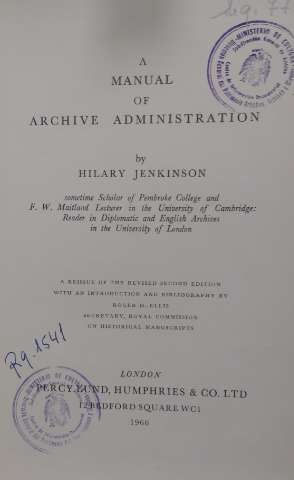 A
MANUAL
OF
ARCHIVE ADMINISTRATION
by
HILARY JENKINSON
sometime Scholar of Pembroke College and
F. W. Maitland Lecturer in the University of Cambridge:
Reader in Diplomatic and English Archives
in the University of London
A REISSUE OF THE REVISED SECOND EDITION
WITH AN INTRODUCTION AND BIBLIOGRAPHY BY
ROGER H. ELLIS
SECRETARY, ROYAL COMMISSION
ON HISTORICAL MANUSCRIPTS
Rg. 1541
LONDON
PERCY LUND, HUMPHRIES & CO. LTD
12 BEDFORD SQUARE WC1
1966